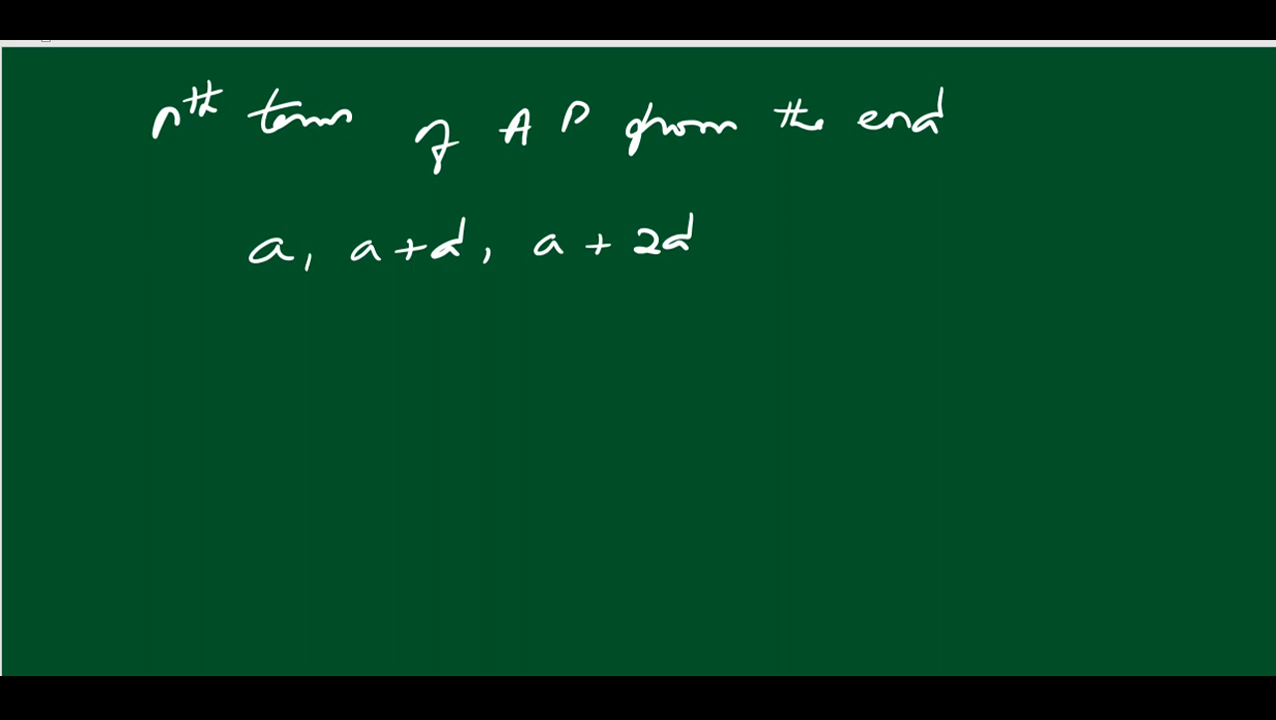 nth term of AP from the end
a, a+d, a + 2d